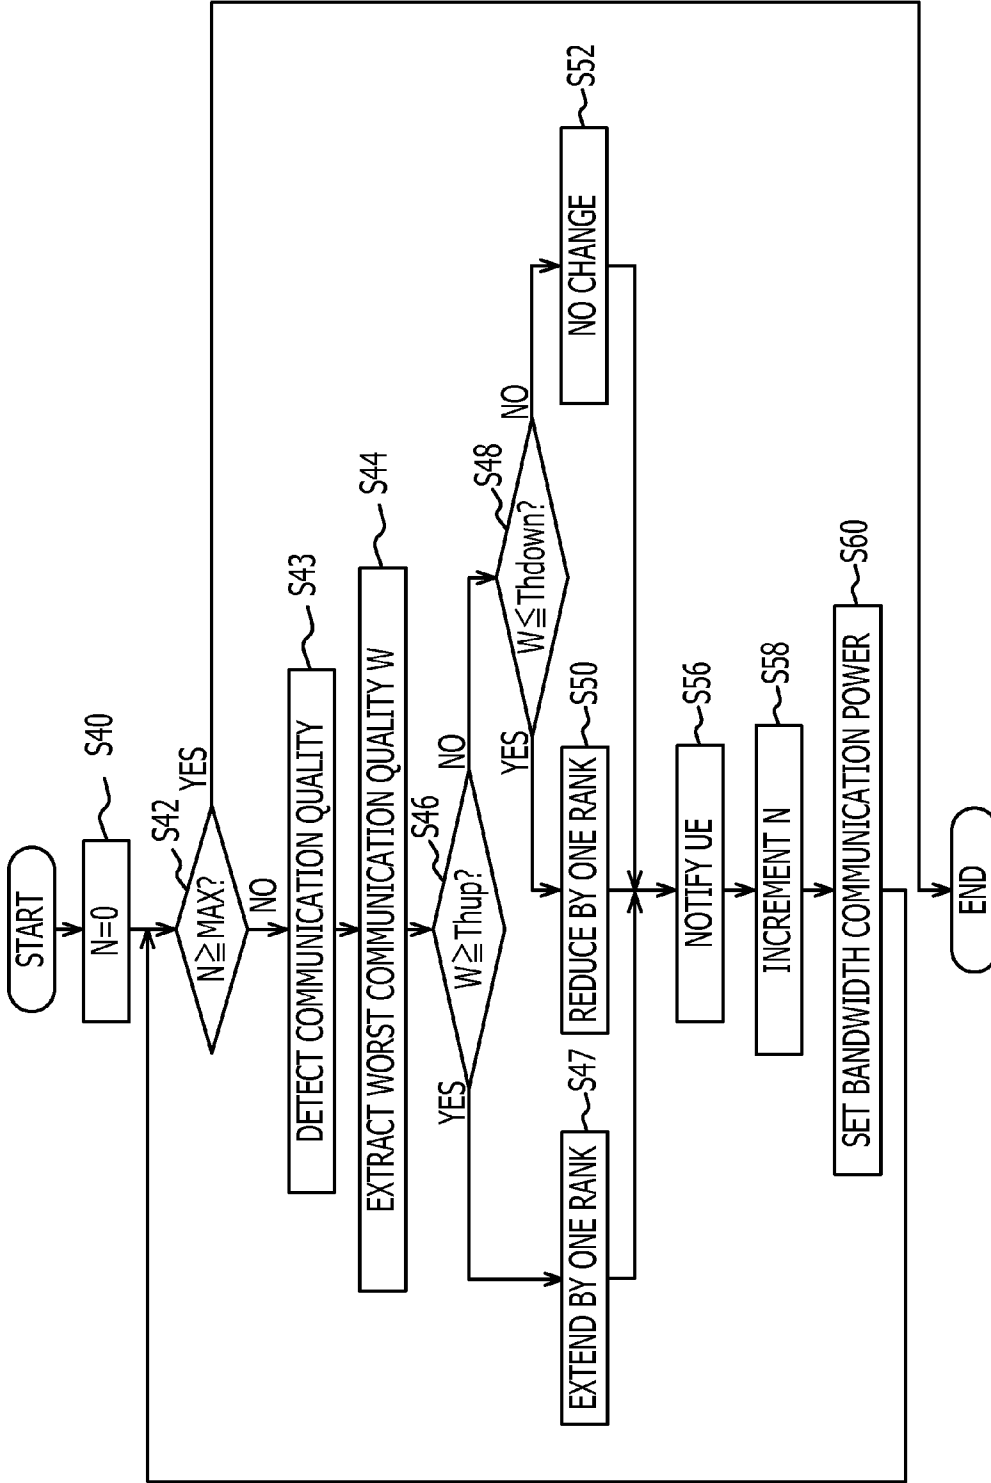 START
N=0
S40
S42
N≧MAX?
YES
NO
DETECT COMMUNICATION QUALITY
S43
EXTRACT WORST COMMUNICATION QUALITY W
S44
S46
W≧Thup?
YES
NO
S48
W≦Thdown?
YES
NO
EXTEND BY ONE RANK
S47
REDUCE BY ONE RANK
S50
NO CHANGE
S52
NOTIFY UE
S56
INCREMENT N
S58
SET BANDWIDTH COMMUNICATION POWER
S60
END